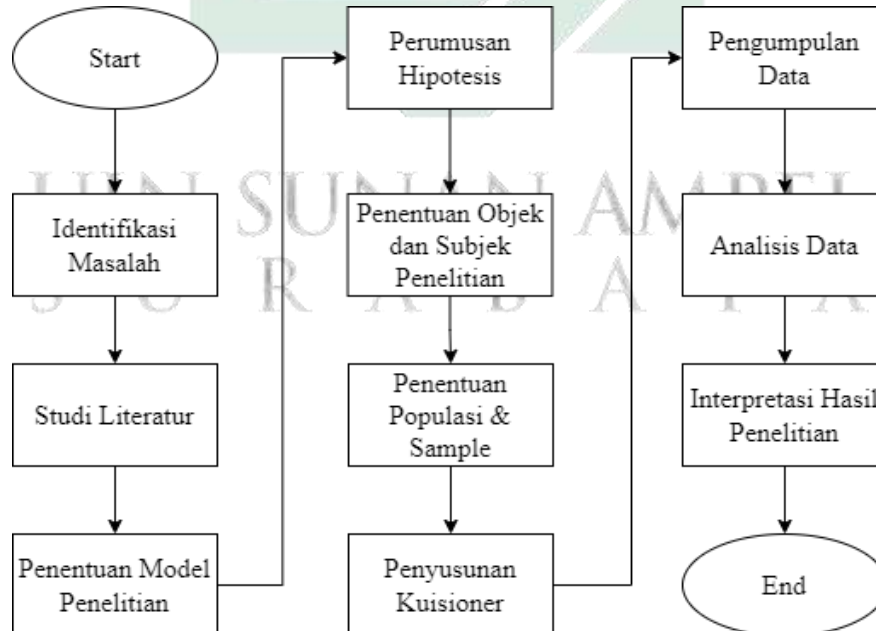 Start
Identifikasi
Masalah
Studi Literatur
Penentuan Model
Penelitian
Perumusan
Hipotesis
Penentuan Objek
dan Subjek
Penelitian
Penentuan
Populasi &
Sample
Penyusunan
Kuisioner
Pengumpulan
Data
Analisis Data
Interpretasi Hasil
Penelitian
End
UIN SUNAN AMPEL
S U R A B A Y A